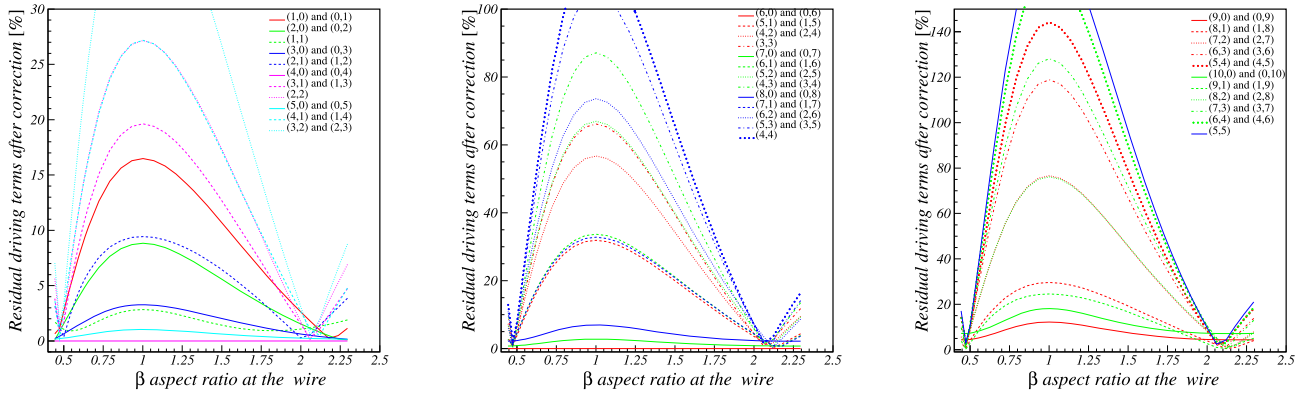 Residual driving terms after correction [%]
30
25
20
15
10
5
0
(1,0) and (0,1)
(2,0) and (0,2)
(1,1)
(3,0) and (0,3)
(2,1) and (1,2)
(4,0) and (0,4)
(3,1) and (1,3)
(2,2)
(5,0) and (0,5)
(4,1) and (1,4)
(3,2) and (2,3)
0.5 0.75 1 1.25 1.5 1.75 2 2.25 2.5
β aspect ratio at the wire
Residual driving terms after correction [%]
100
80
60
40
20
0
(6,0) and (0,6)
(5,1) and (1,5)
(4,2) and (2,4)
(3,3)
(7,0) and (0,7)
(6,1) and (1,6)
(5,2) and (2,5)
(4,3) and (3,4)
(8,0) and (0,8)
(7,1) and (1,7)
(6,2) and (2,6)
(5,3) and (3,5)
(4,4)
0.5 0.75 1 1.25 1.5 1.75 2 2.25 2.5
β aspect ratio at the wire
Residual driving terms after correction [%]
140
120
100
80
60
40
20
0
(9,0) and (0,9)
(8,1) and (1,8)
(7,2) and (2,7)
(6,3) and (3,6)
(5,4) and (4,5)
(10,0) and (0,10)
(9,1) and (1,9)
(8,2) and (2,8)
(7,3) and (3,7)
(6,4) and (4,6)
(5,5)
0.5 0.75 1 1.25 1.5 1.75 2 2.25 2.5
β aspect ratio at the wire